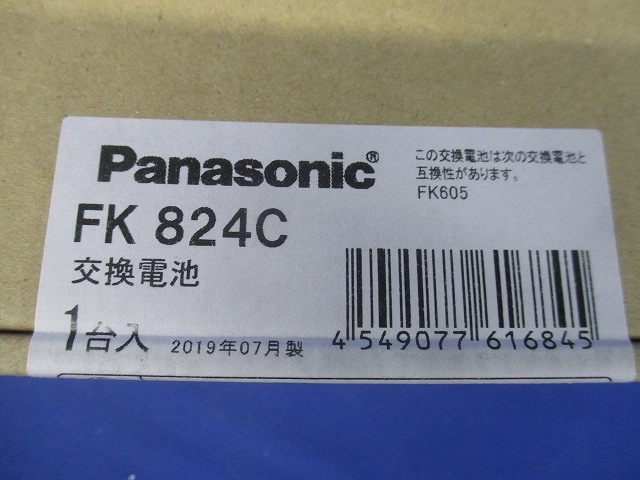 Panasonic®
FK 824C
交換電池
1台入 2019年07月製
この交換電池は次の交換電池と
互換性があります。
FK605
4 549077 616845